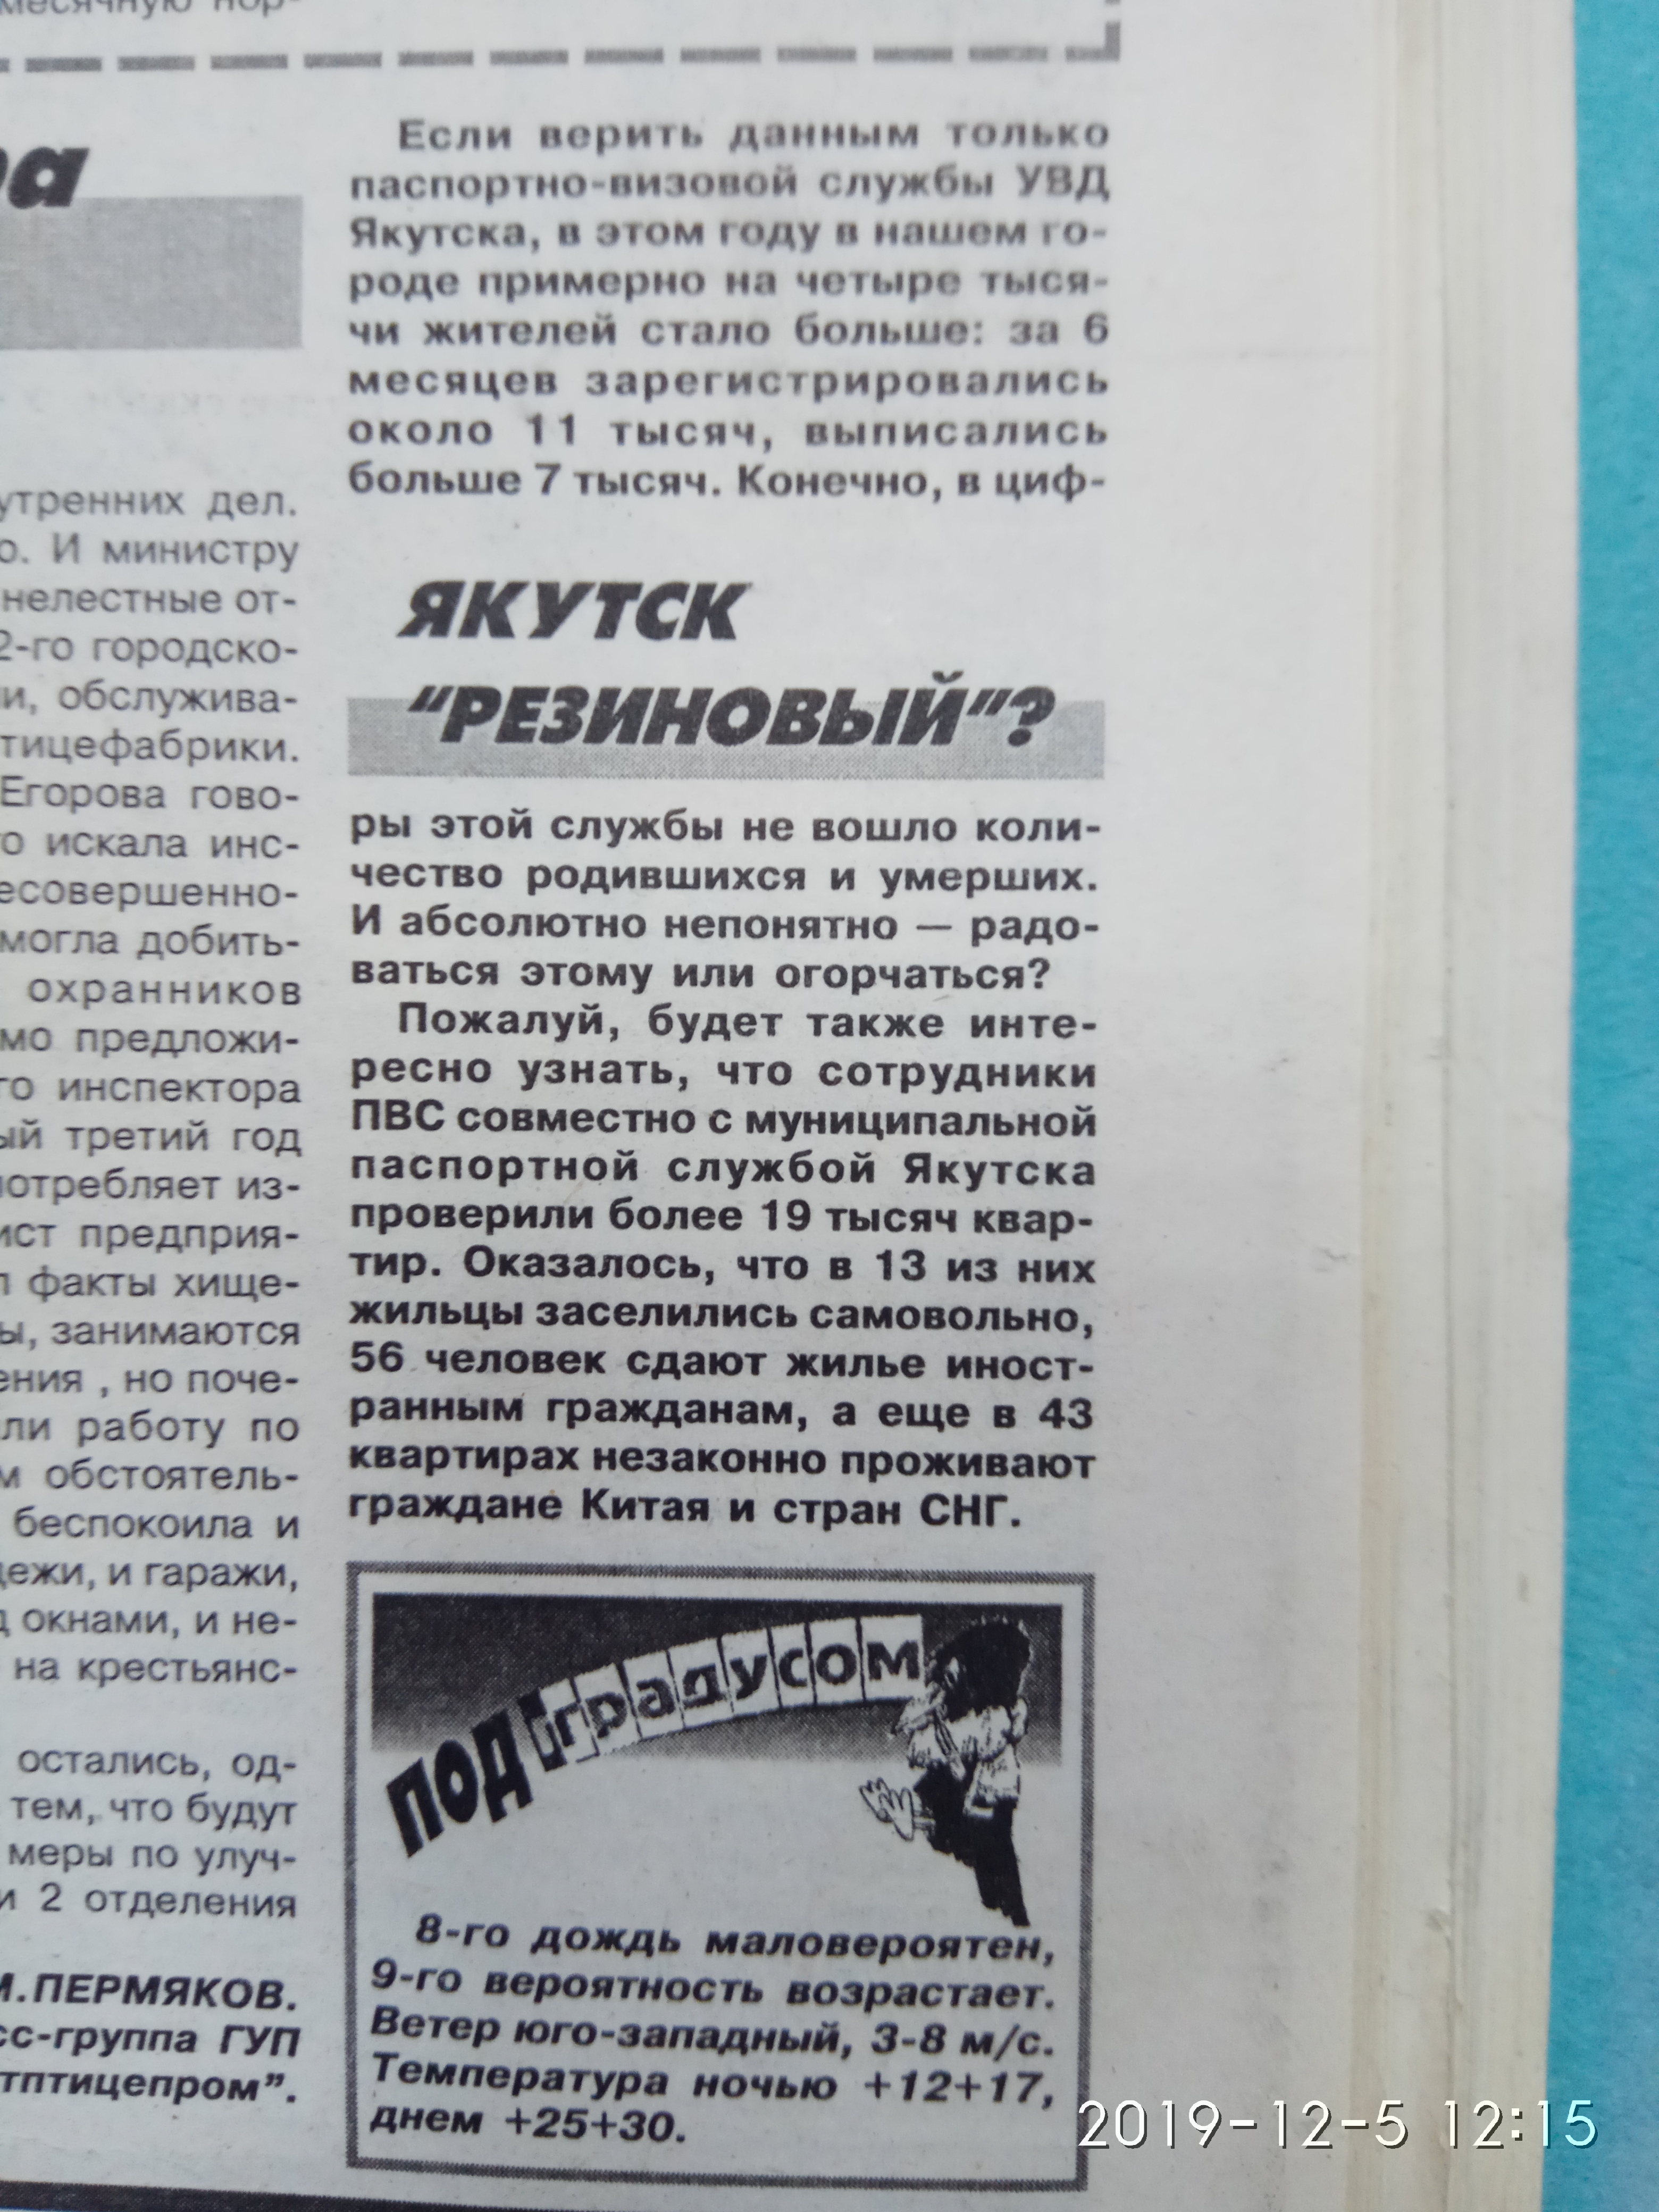 месячную нор-
ра
утренних дел.
о. И министру
нелестные от-
2-го городско-
и, обслужива-
тицефабрики.
Егорова гово-
о искала инс-
есовершенно-
могла добить-
охранников
мо предложи-
го инспектора
ый третий год
потребляет из-
ист предприя-
л факты хище-
ы, занимаются
ения , но поче-
ли работу по
м обстоятель-
беспокоила и
дежи, и гаражи,
д окнами, и не-
на крестьянс-
остались, од-
тем, что будут
меры по улуч-
и 2 отделения
М.ПЕРМЯКОВ.
сс-группа ГУП
тптицепром”.
Если верить данным только
паспортно-визовой службы УВД
Якутска, в этом году в нашем го-
роде примерно на четыре тыся-
чи жителей стало больше: за 6
месяцев зарегистрировались
около 11 тысяч, выписались
больше 7 тысяч. Конечно, в циф-
ЯКУТСК
“РЕЗИНОВЫЙ”?
ры этой службы не вошло коли-
чество родившихся и умерших.
И абсолютно непонятно — радо-
ваться этому или огорчаться?
Пожалуй, будет также инте-
ресно узнать, что сотрудники
ПВС совместно с муниципальной
паспортной службой Якутска
проверили более 19 тысяч квар-
тир. Оказалось, что в 13 из них
жильцы заселились самовольно,
56 человек сдают жилье иност-
ранным гражданам, а еще в 43
квартирах незаконно проживают
граждане Китая и стран СНГ.
под градусом
8-го дождь маловероятен,
9-го вероятность возрастает.
Ветер юго-западный, 3-8 м/с.
Температура ночью +12+17,
днем +25+30.
2019-12-5 12:15